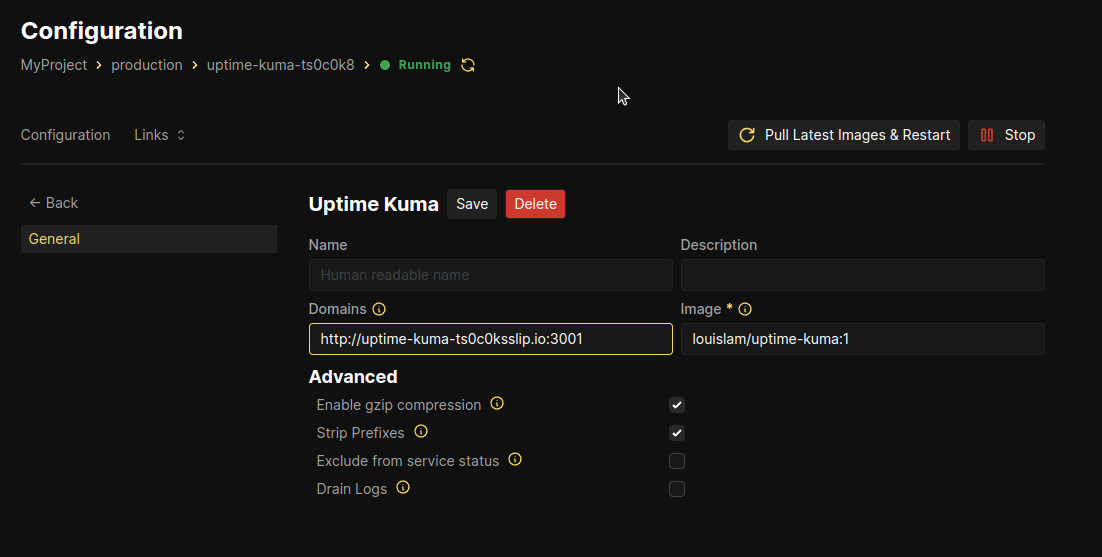 Configuration
MyProject > production > uptime-kuma-ts0c0k8 > Running
Configuration Links Pull Latest Images & Restart Stop
← Back
General
Uptime Kuma Save Delete
Name Description
Human readable name
Domains Image *
http://uptime-kuma-ts0c0ksslip.io:3001 louislam/uptime-kuma:1
Advanced
Enable gzip compression
Strip Prefixes
Exclude from service status
Drain Logs